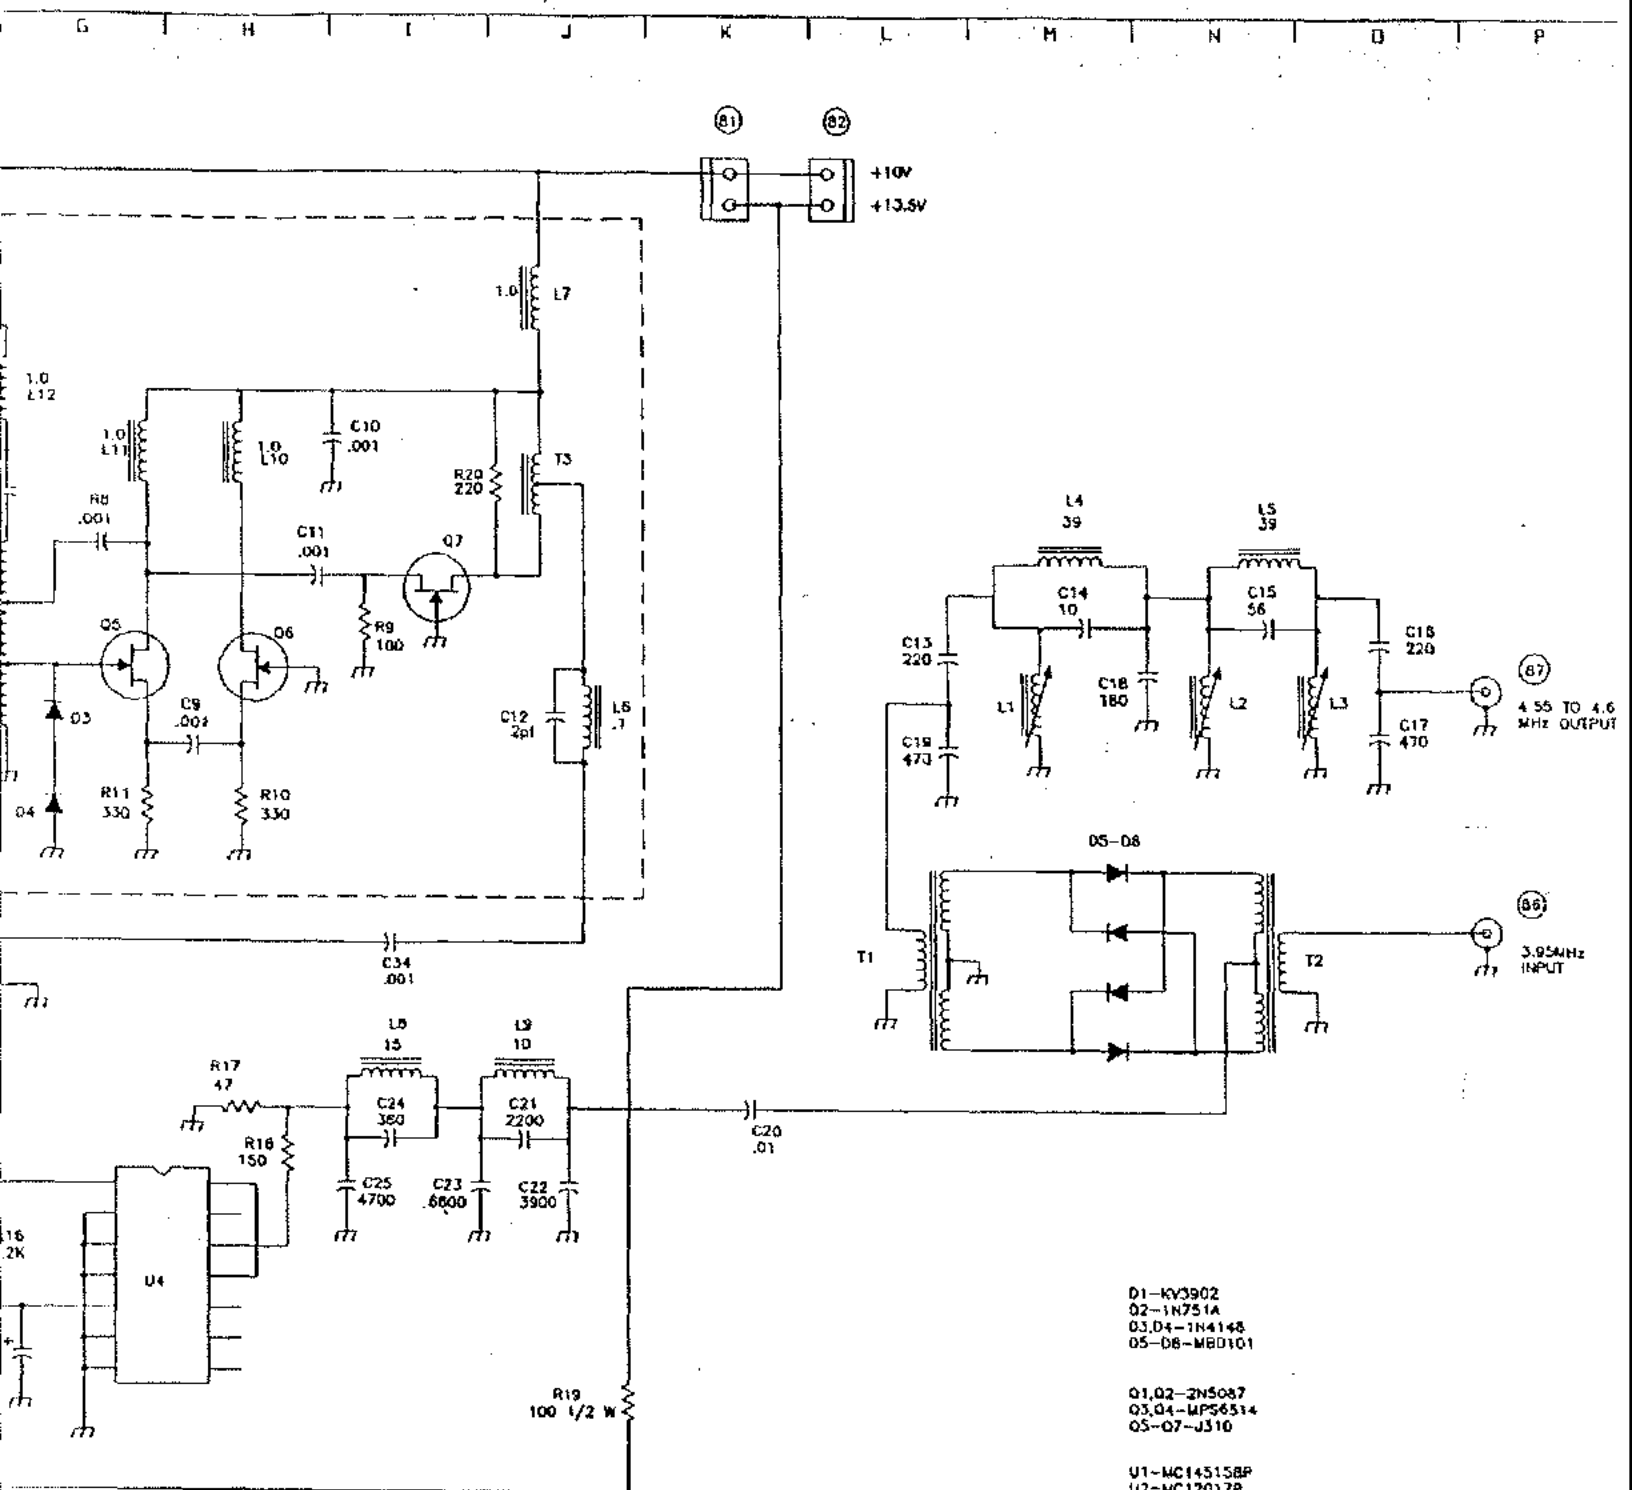 G H I J K L M N O P
81 82
+10V
+13.5V
1.0 L7
1.0
L12
1.0
L11
1.0
L10
C10
.001
R20
220
T3
R8
.001
C11
.001
Q7
L4
39
L5
39
C14
10
C15
56
Q5
Q6
R9
100
C13
220
C16
220
87
C18
180
L1
L2
L3
4.55 TO 4.6
MHz OUTPUT
D3
C9
.001
C12
2pf
L6
.1
C19
470
C17
470
R11
330
R10
330
D4
D5-D8
86
C34
.001
T1
T2
3.95MHz
INPUT
L8
15
L9
10
R17
47
C24
360
C21
2200
R18
150
C20
.01
C25
4700
C23
.6800
C22
3900
16
.2K
U4
+
D1-KV3902
D2-1N751A
D3,D4-1N4148
D5-D8-MBD101
R19
100 1/2 W
Q1,Q2-2N5087
Q3,Q4-MPS6514
Q5-Q7-J310
U1-MC145158P
U2-MC12017P